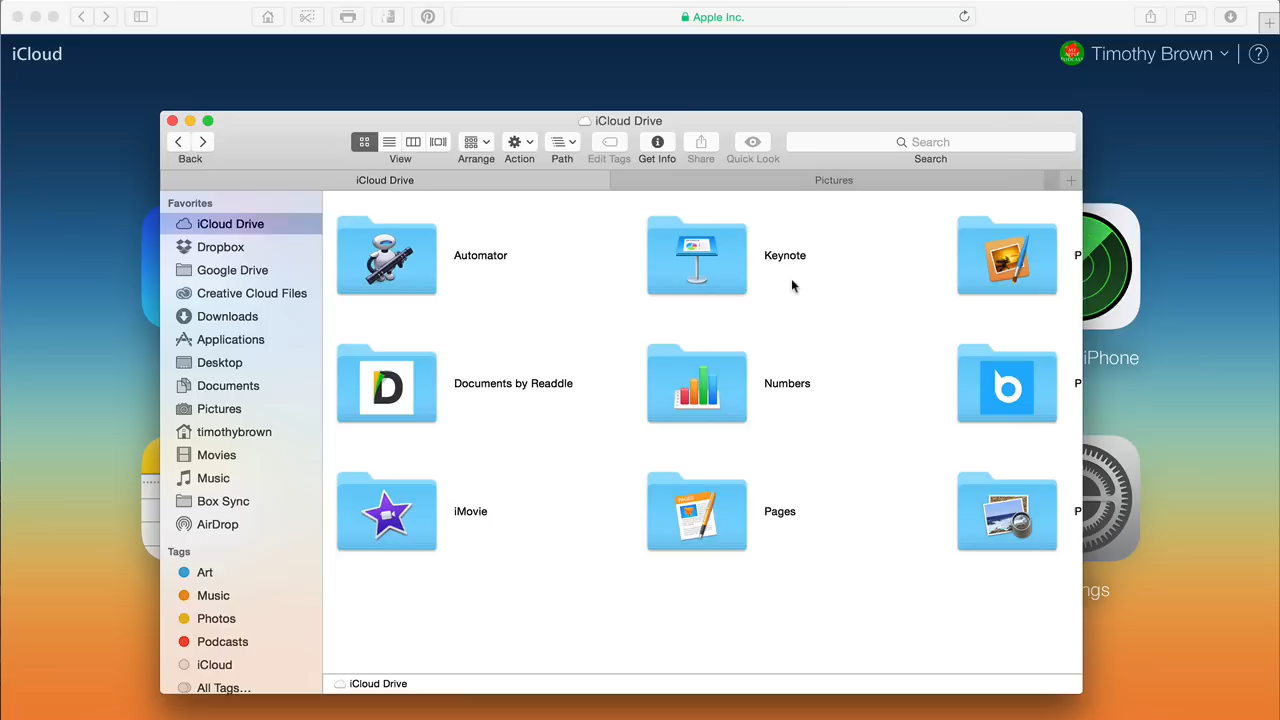 Apple Inc.
iCloud
Timothy Brown
?
iCloud Drive
Back
View
Arrange
Action
Path
Edit Tags
Get Info
Share
Quick Look
Search
Search
iCloud Drive
Pictures
Favorites
iCloud Drive
Dropbox
Google Drive
Creative Cloud Files
Downloads
Applications
Desktop
Documents
Pictures
timothybrown
Movies
Music
Box Sync
AirDrop
Tags
Art
Music
Photos
Podcasts
iCloud
All Tags...
Automator
Keynote
P
Documents by Readdle
Numbers
P
iMovie
Pages
P
iPhone
ngs
iCloud Drive